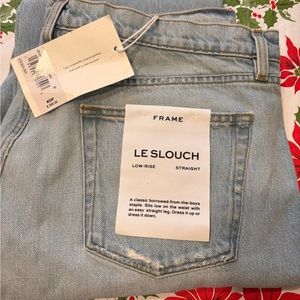 FRAME
LE SLOUCH
LOW-RISE STRAIGHT
A classic borrowed-from-the-boys
staple. Sits low on the waist with
an easy straight leg. Dress it up or
dress it down.